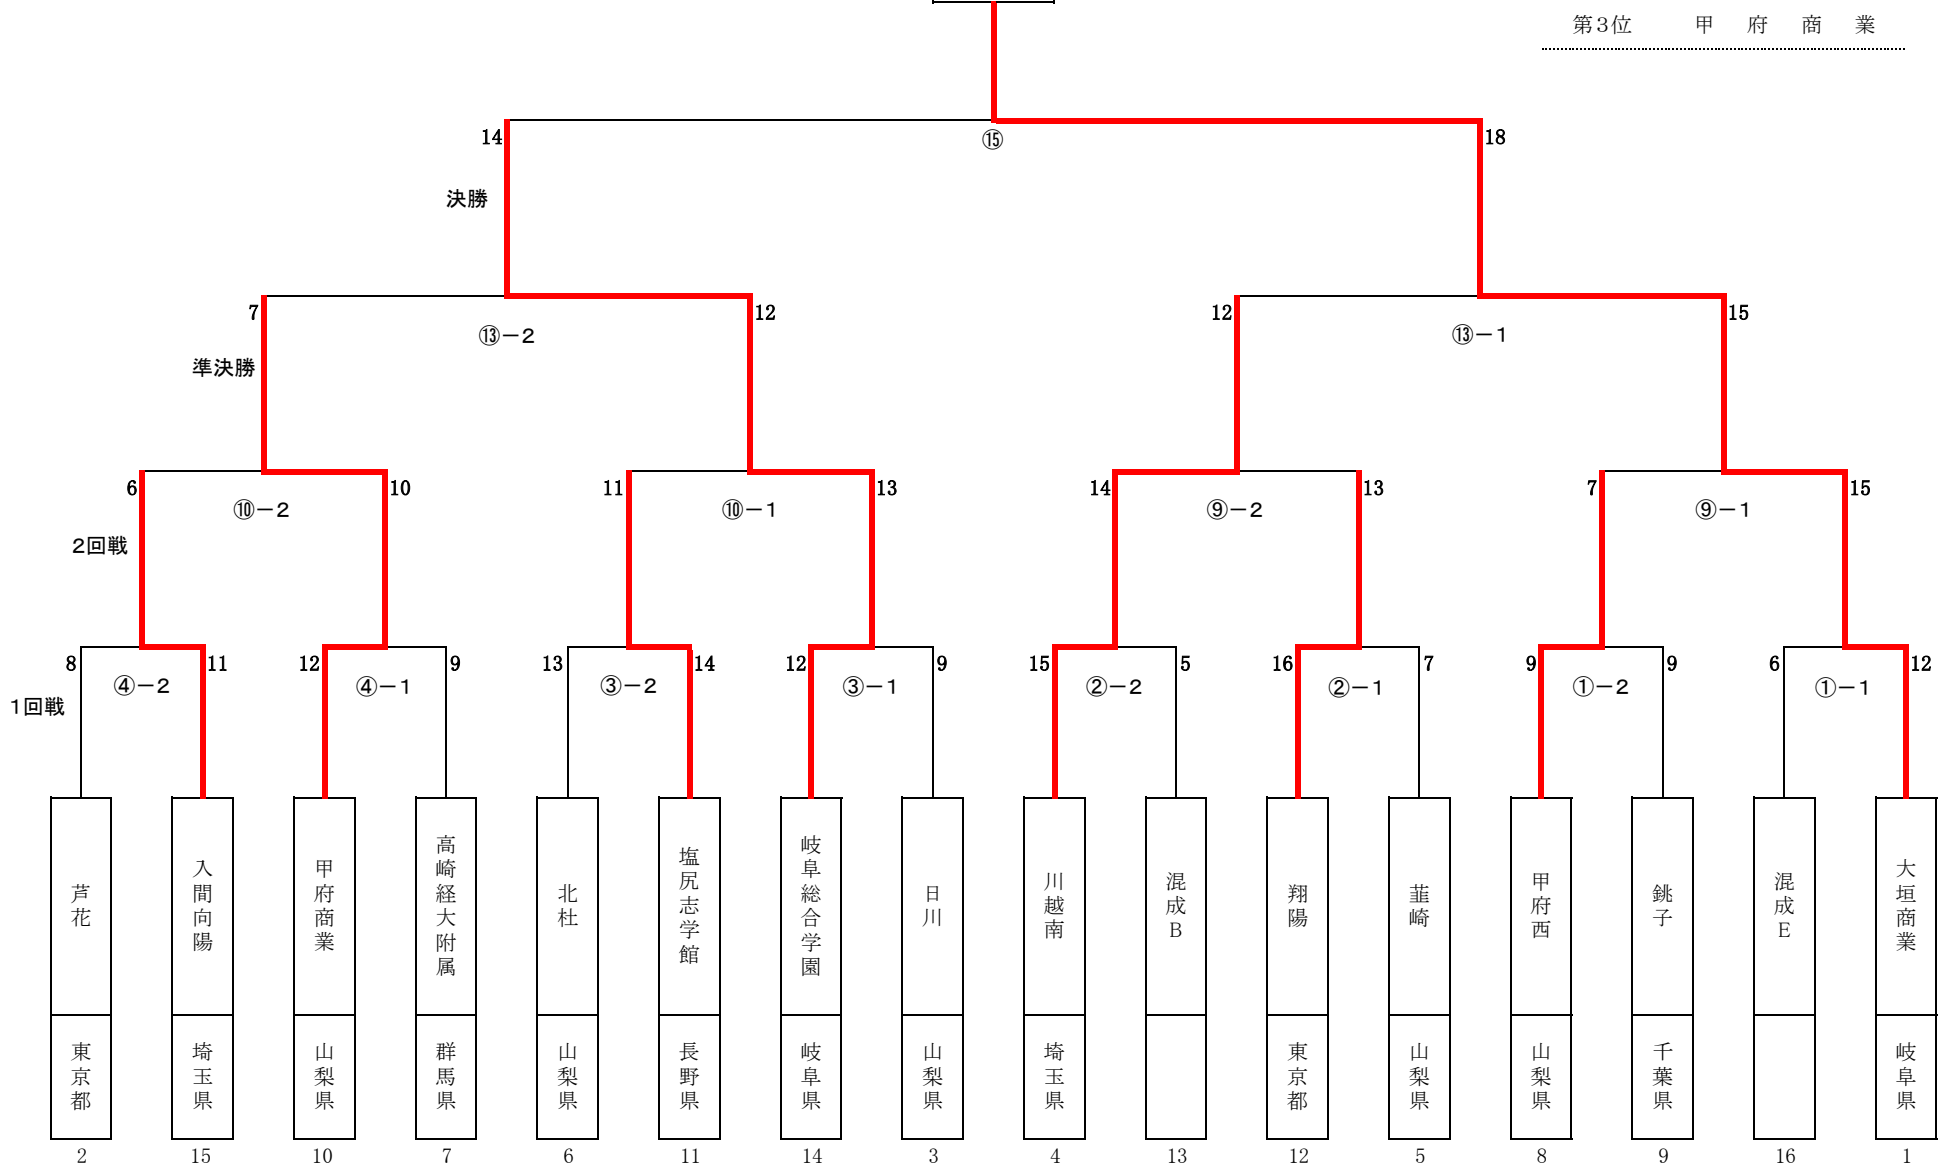 第3位 甲府商業
14 ⑮ 18
決勝
7 12 12 15
⑬－2 ⑬－1
準決勝
6 10 11 13 14 13 7 15
⑩－2 ⑩－1 ⑨－2 ⑨－1
2回戦
8 11 12 9 13 14 12 9 15 5 16 7 9 9 6 12
④－2 ④－1 ③－2 ③－1 ②－2 ②－1 ①－2 ①－1
1回戦
芦花
入間向陽
甲府商業
高崎経大附属
北杜
塩尻志学館
岐阜総合学園
日川
川越南
混成B
翔陽
韮崎
甲府西
銚子
混成E
大垣商業
東京都
埼玉県
山梨県
群馬県
山梨県
長野県
岐阜県
山梨県
埼玉県
東京都
山梨県
山梨県
千葉県
岐阜県
2 15 10 7 6 11 14 3 4 13 12 5 8 9 16 1